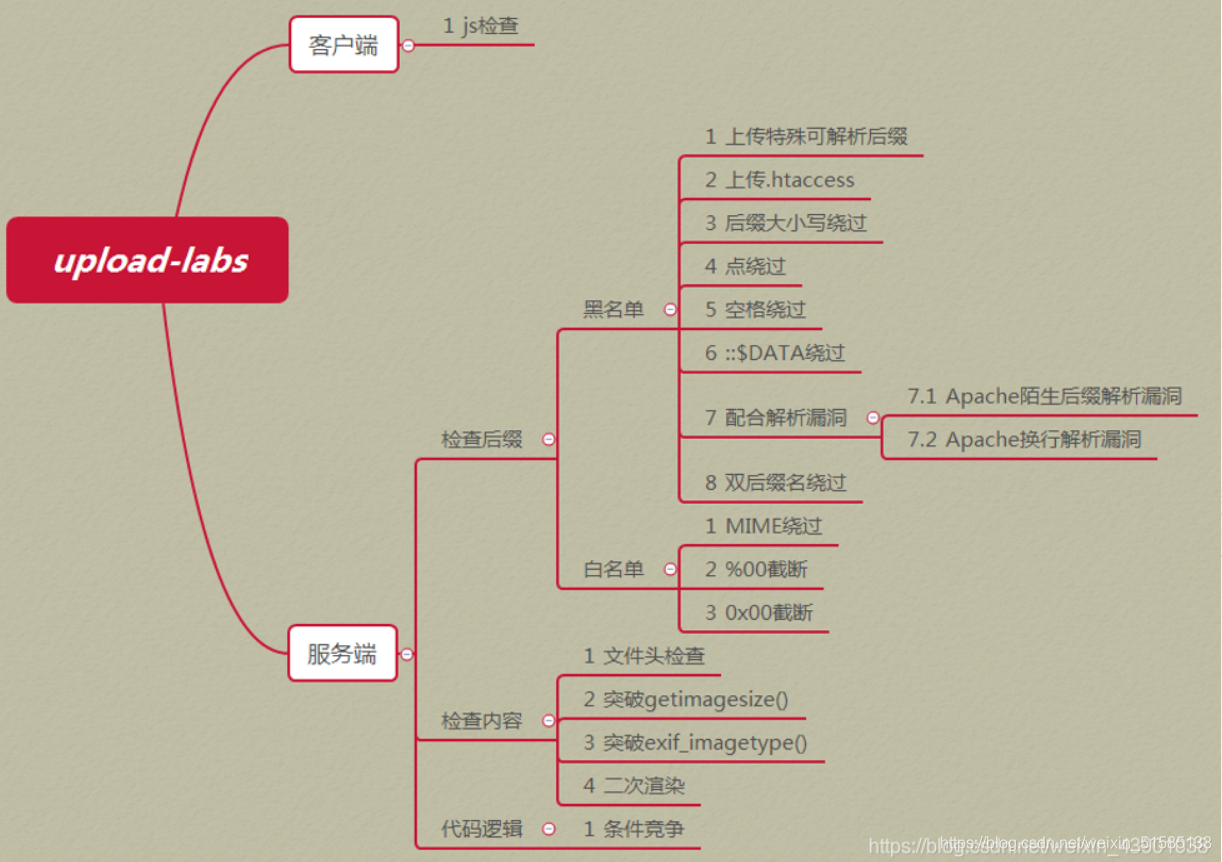 upload-labs
客户端
1 js检查
服务端
检查后缀
黑名单
1 上传特殊可解析后缀
2 上传.htaccess
3 后缀大小写绕过
4 点绕过
5 空格绕过
6 ::$DATA绕过
7 配合解析漏洞
7.1 Apache陌生后缀解析漏洞
7.2 Apache换行解析漏洞
8 双后缀名绕过
白名单
1 MIME绕过
2 %00截断
3 0x00截断
检查内容
1 文件头检查
2 突破getimagesize()
3 突破exif_imagetype()
4 二次渲染
代码逻辑
1 条件竞争
https://blog.csdn.net/weixin_51585133